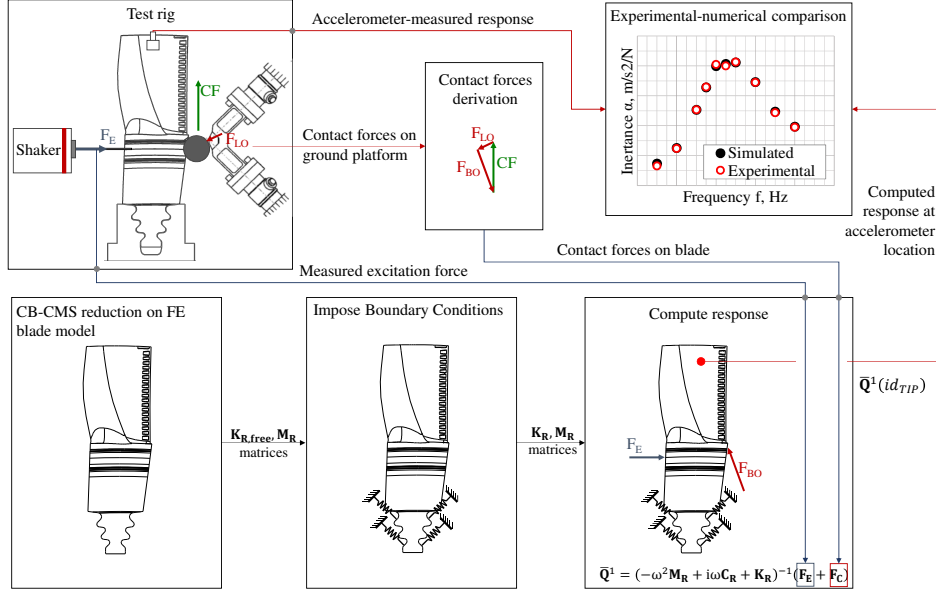 Test rig
Accelerometer-measured response
Experimental-numerical comparison
CF
Shaker
F_E
F_LO
Contact forces on
ground platform
Contact forces
derivation
F_LO
F_BO
CF
Inertance α, m/s2/N
Simulated
Experimental
Frequency f, Hz
Computed
response at
accelerometer
location
Contact forces on blade
Measured excitation force
CB-CMS reduction on FE
blade model
K_R,free, M_R
matrices
Impose Boundary Conditions
K_R, M_R
matrices
Compute response
F_E
F_BO
Q̅¹(id_TIP)
Q̅¹ = (−ω²M_R + iωC_R + K_R)⁻¹(F_E + F_C)